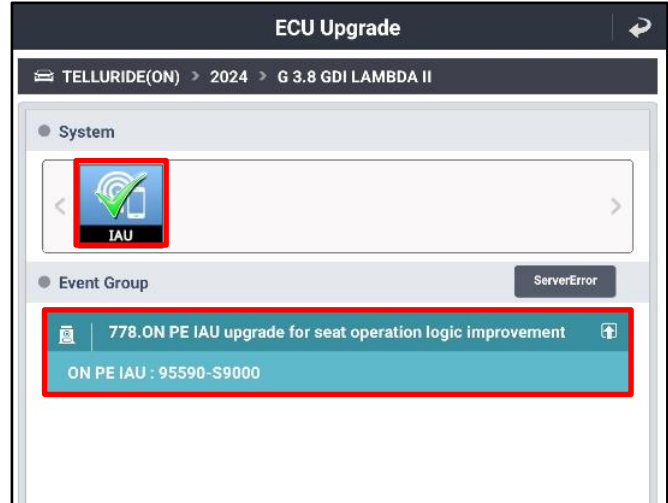 ECU Upgrade
TELLURIDE(ON) > 2024 > G 3.8 GDI LAMBDA II
System
IAU
Event Group
ServerError
778.ON PE IAU upgrade for seat operation logic improvement
ON PE IAU : 95590-S9000